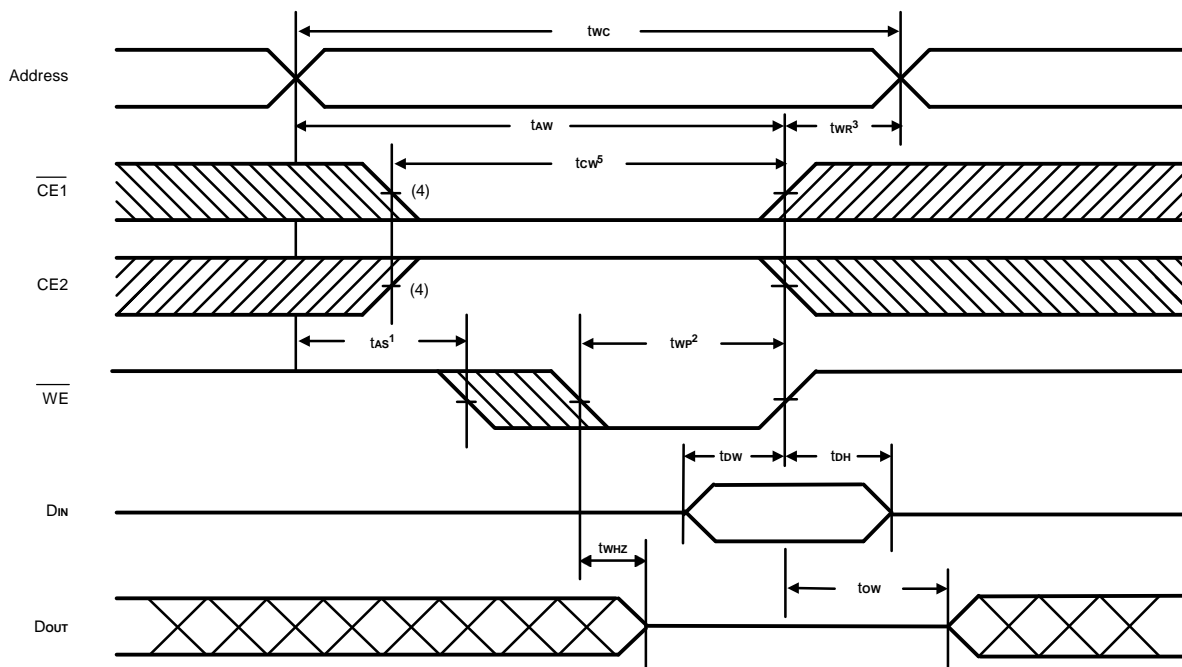 tWC
Address
tAW
tWR³
tCW⁵
CE1
(4)
CE2
(4)
tAS¹
tWP²
WE
tDW
tDH
DIN
tWHZ
tOW
DOUT